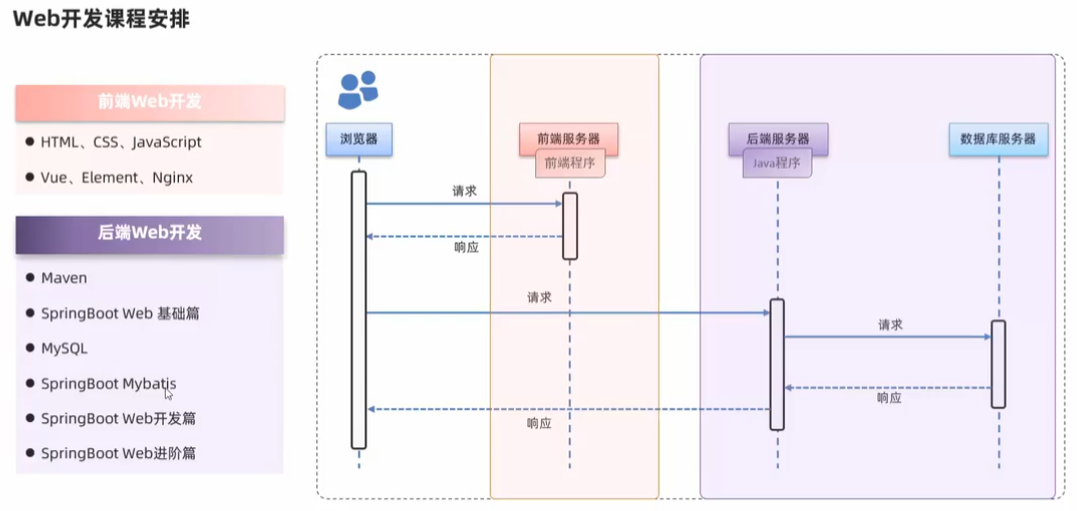 Web开发课程安排
前端Web开发
HTML、CSS、JavaScript
Vue、Element、Nginx
后端Web开发
Maven
SpringBoot Web 基础篇
MySQL
SpringBoot Mybatis
SpringBoot Web开发篇
SpringBoot Web进阶篇
浏览器
前端服务器
前端程序
后端服务器
Java程序
数据库服务器
请求
响应
请求
请求
响应
响应